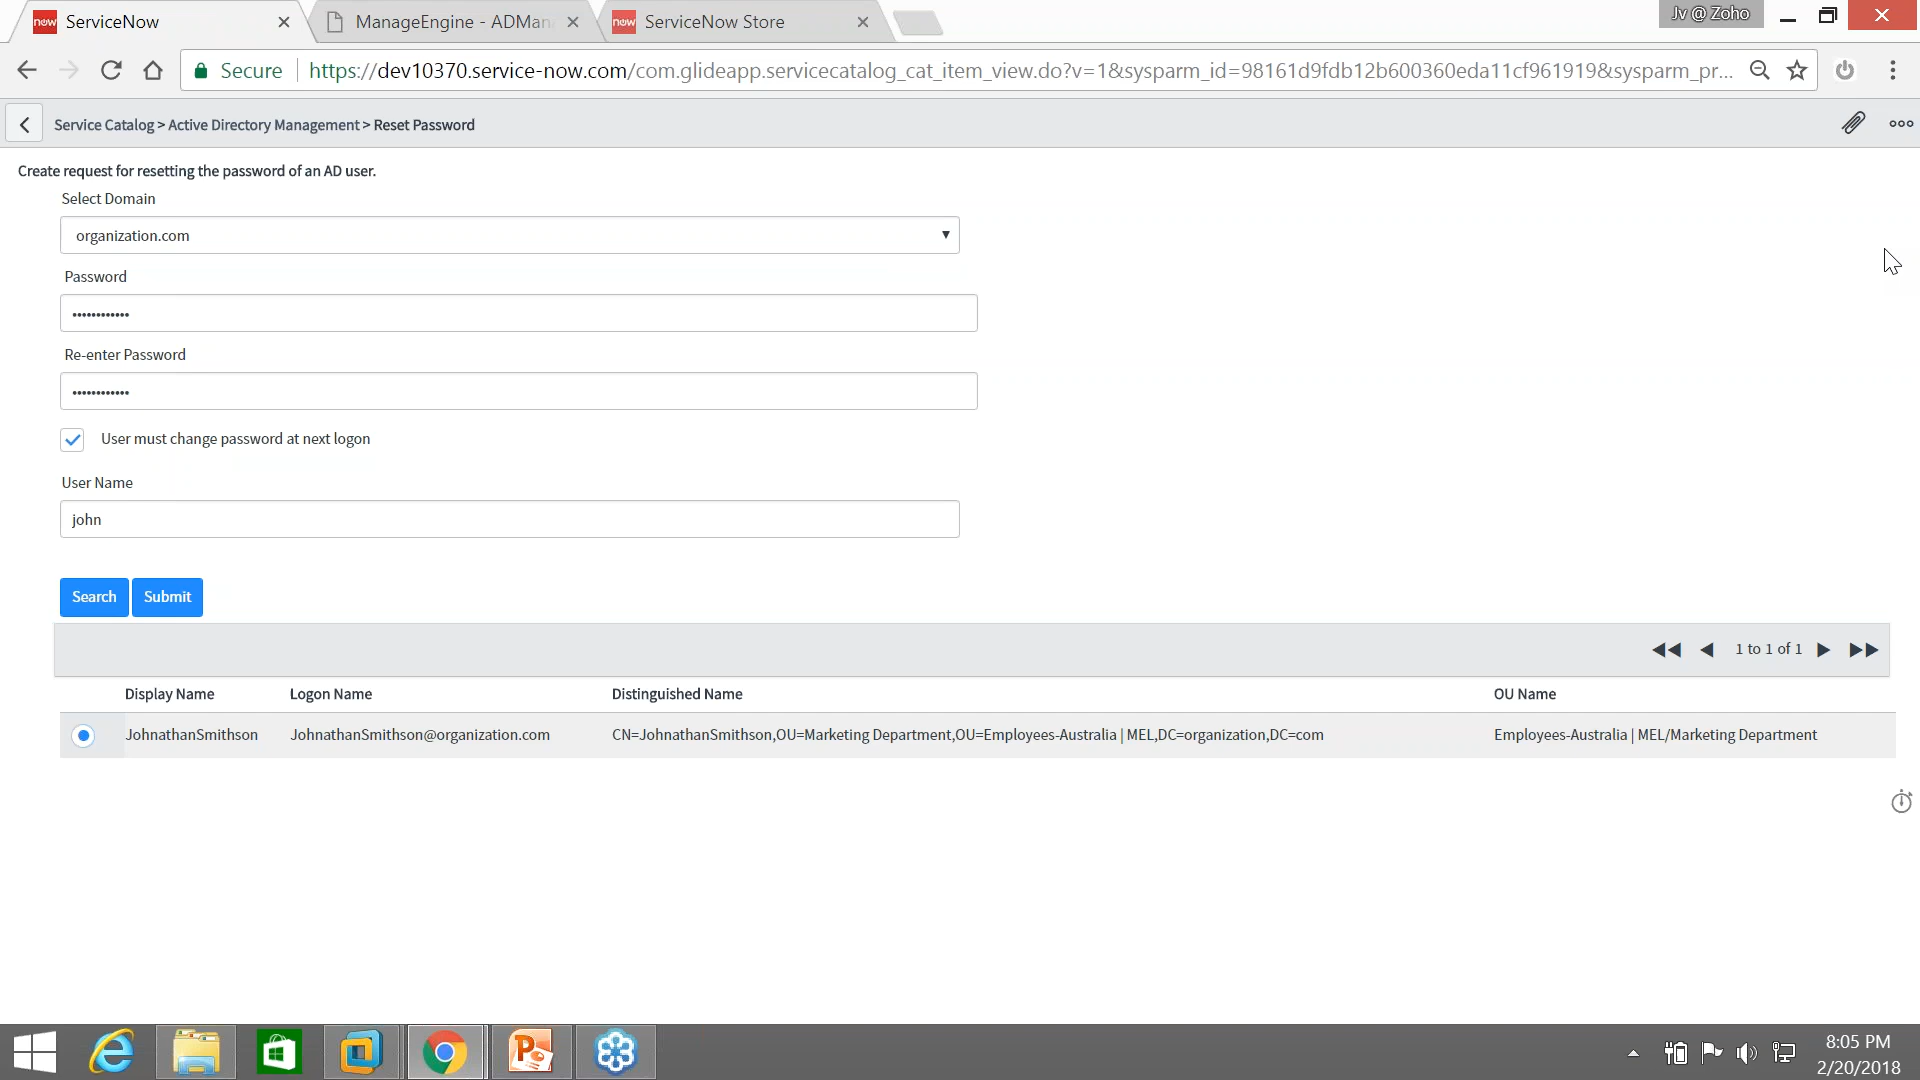 now ServiceNow
ManageEngine - ADMan
now ServiceNow Store
Jv @ Zoho
Secure
https://dev10370.service-now.com/com.glideapp.servicecatalog_cat_item_view.do?v=1&sysparm_id=98161d9fdb12b600360eda11cf961919&sysparm_pr...
Service Catalog > Active Directory Management > Reset Password
Create request for resetting the password of an AD user.
Select Domain
organization.com
Password
••••••••••••
Re-enter Password
••••••••••••
User must change password at next logon
User Name
john
Search Submit
1 to 1 of 1
Display Name Logon Name Distinguished Name OU Name
JohnathanSmithson JohnathanSmithson@organization.com CN=JohnathanSmithson,OU=Marketing Department,OU=Employees-Australia | MEL,DC=organization,DC=com Employees-Australia | MEL/Marketing Department
8:05 PM
2/20/2018